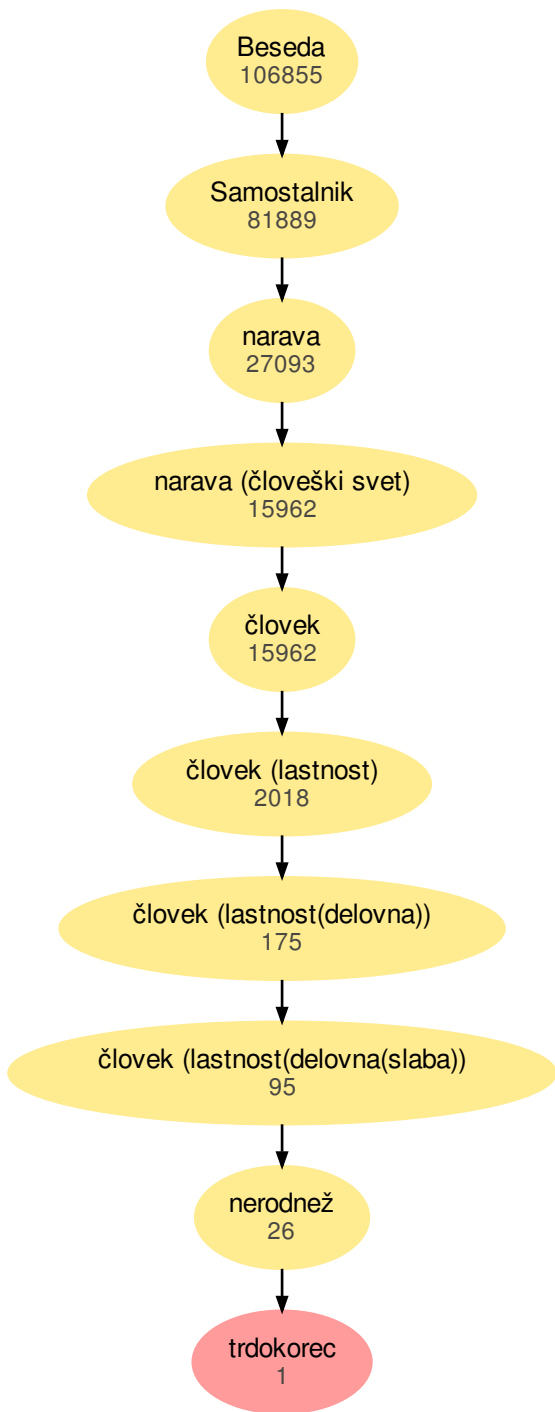 Beseda
106855
Samostalnik
81889
narava
27093
narava (človeški svet)
15962
človek
15962
človek (lastnost)
2018
človek (lastnost(delovna))
175
človek (lastnost(delovna(slaba))
95
nerodnež
26
trdokorec
1